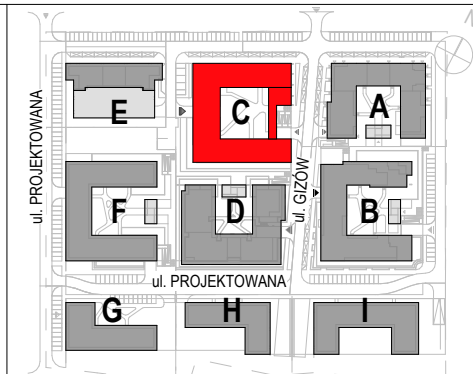 E
C
A
F
D
B
G
H
I
ul. PROJEKTOWANA
ul. GIZÓW
ul. PROJEKTOWANA